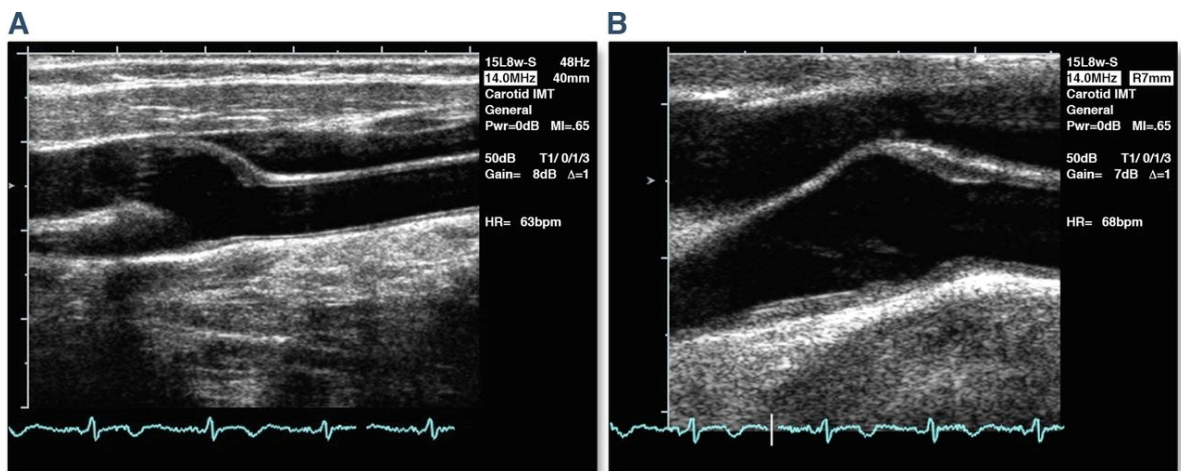 A
15L8w-S 48Hz
14.0MHz 40mm
Carotid IMT
General
Pwr=0dB MI=.65
50dB T1/ 0/1/3
Gain= 8dB Δ=1
HR= 63bpm
B
15L8w-S
14.0MHz R7mm
Carotid IMT
General
Pwr=0dB MI=.65
50dB T1/ 0/1/3
Gain= 7dB Δ=1
HR= 68bpm